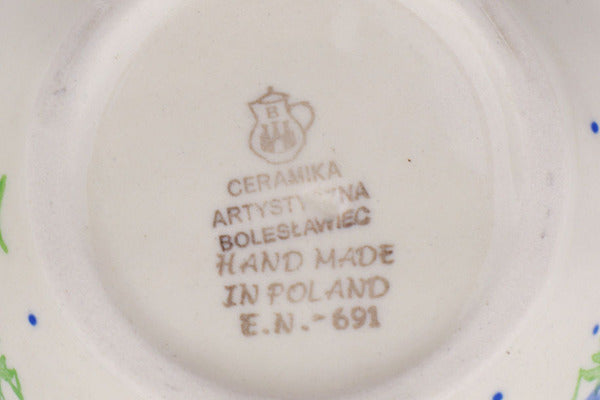 B
CERAMIKA
ARTYSTYCZNA
BOLESŁAWIEC
HAND MADE
IN POLAND
E.N.-691